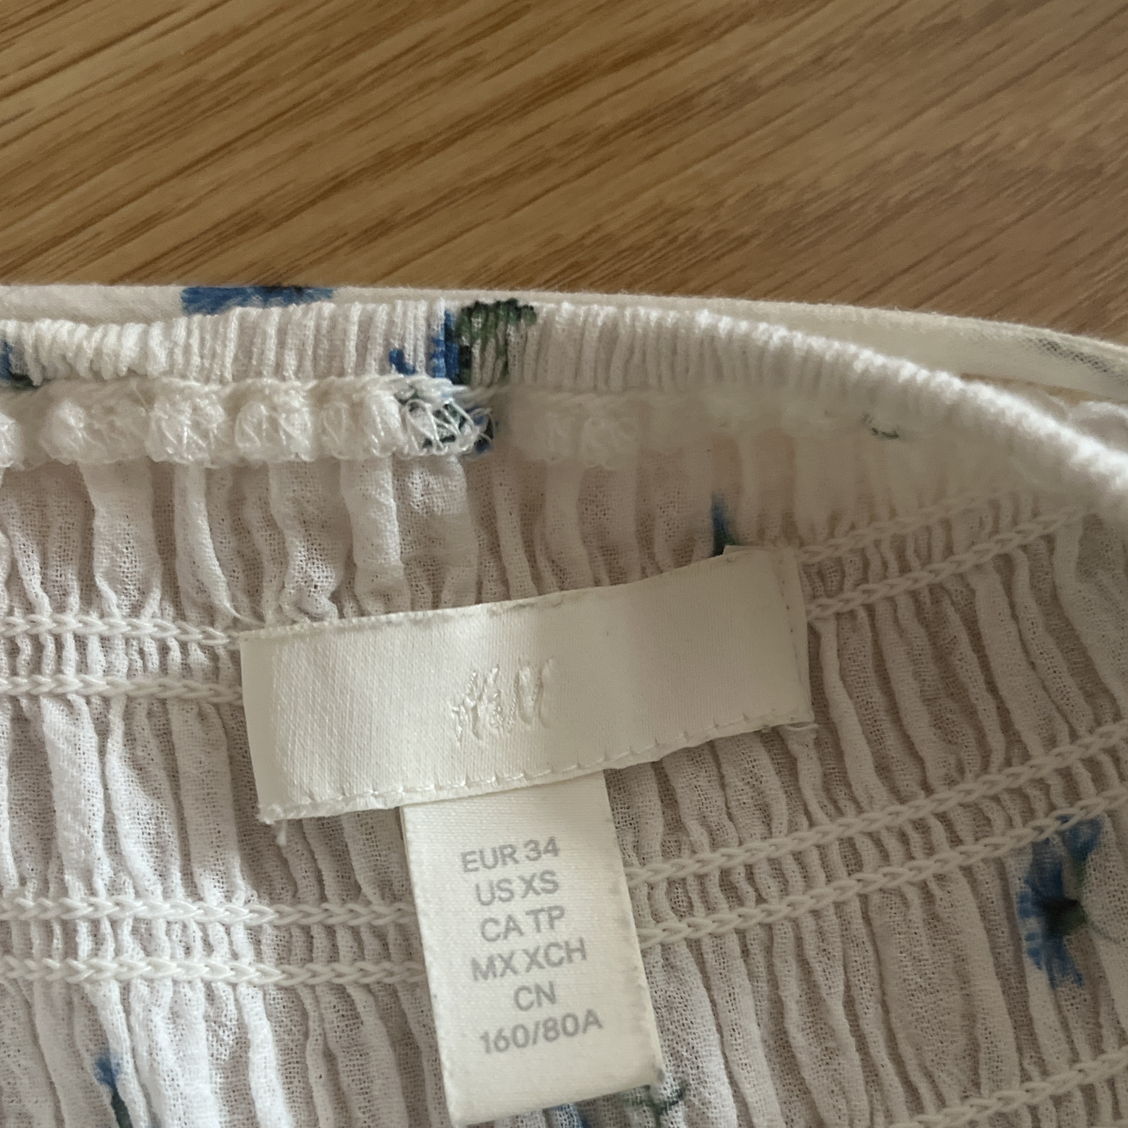 H&M
EUR 34
US XS
CA TP
MX XCH
CN
160/80A